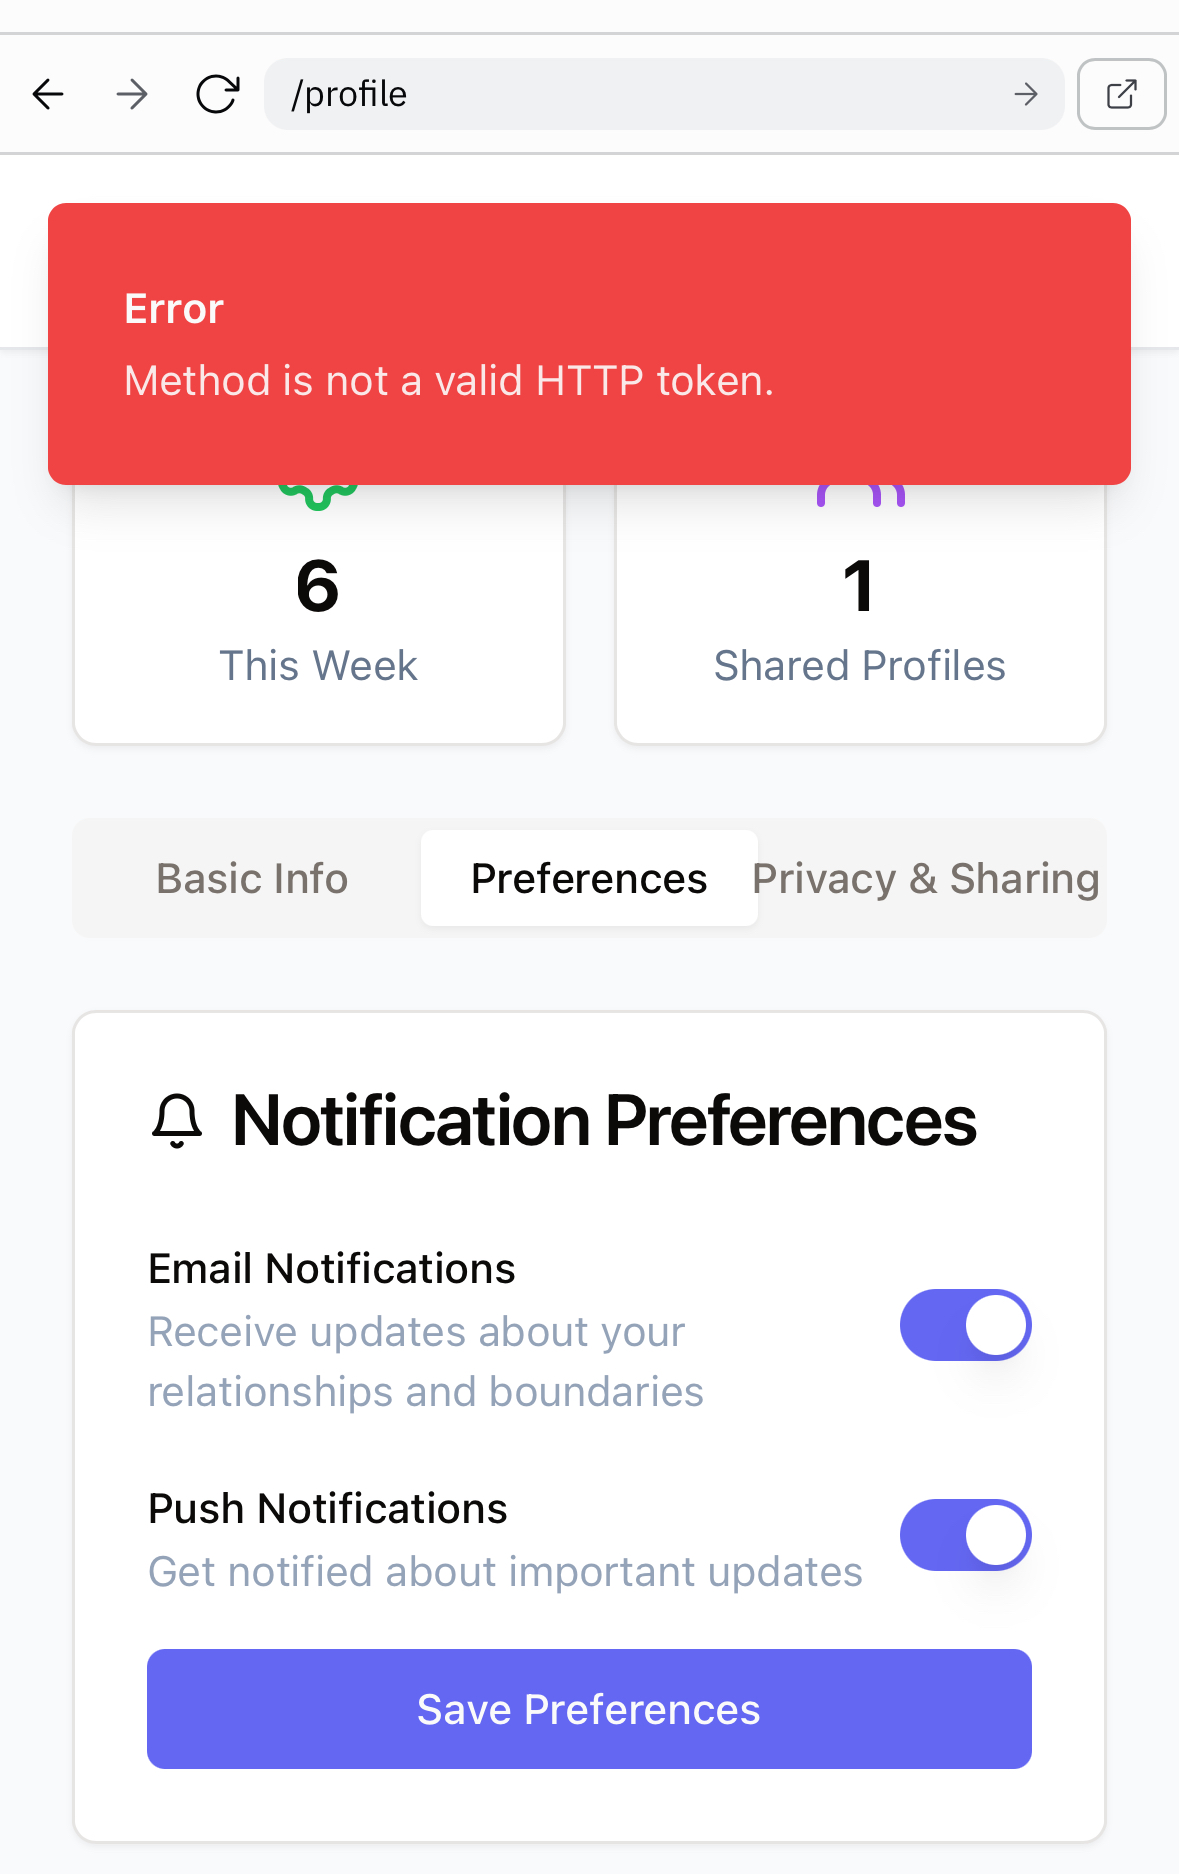 /profile
Error
Method is not a valid HTTP token.
6
This Week
1
Shared Profiles
Basic Info
Preferences
Privacy & Sharing
Notification Preferences
Email Notifications
Receive updates about your
relationships and boundaries
Push Notifications
Get notified about important updates
Save Preferences